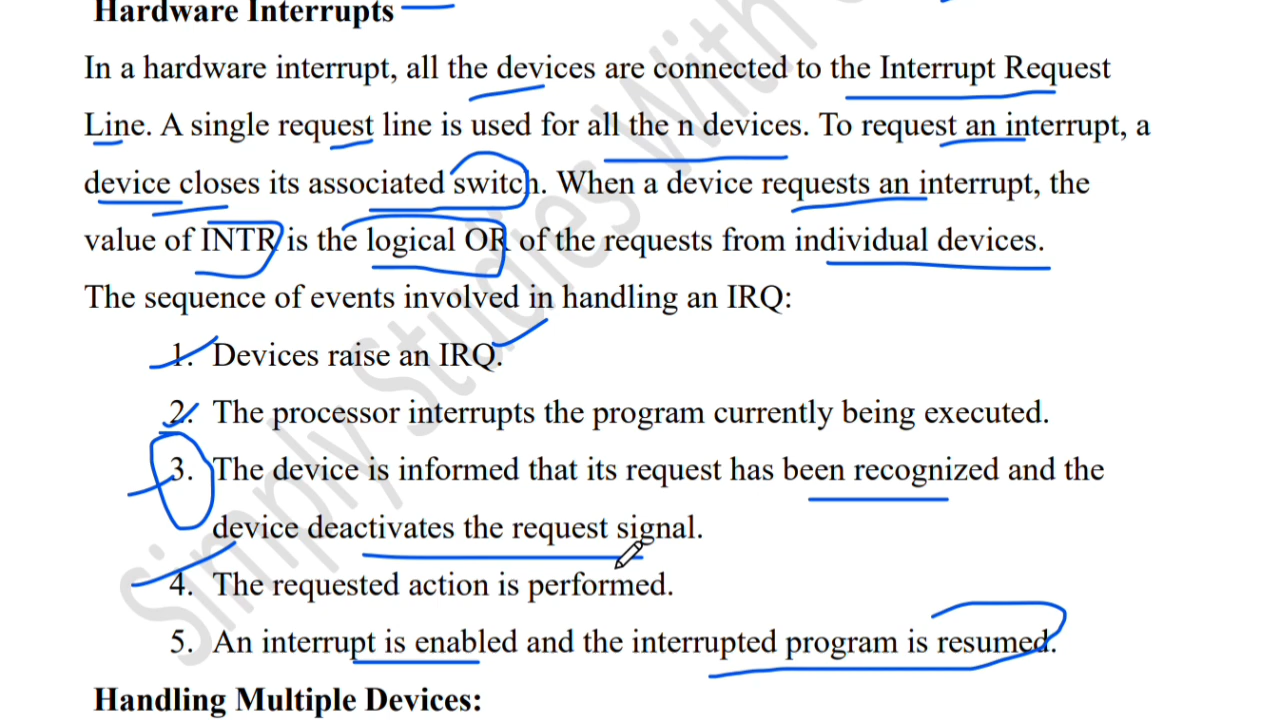 Hardware Interrupts
In a hardware interrupt, all the devices are connected to the Interrupt Request
Line. A single request line is used for all the n devices. To request an interrupt, a
device closes its associated switch. When a device requests an interrupt, the
value of INTR is the logical OR of the requests from individual devices.
The sequence of events involved in handling an IRQ:
1. Devices raise an IRQ.
2. The processor interrupts the program currently being executed.
3. The device is informed that its request has been recognized and the
device deactivates the request signal.
4. The requested action is performed.
5. An interrupt is enabled and the interrupted program is resumed.
Handling Multiple Devices:
Simply Studies With